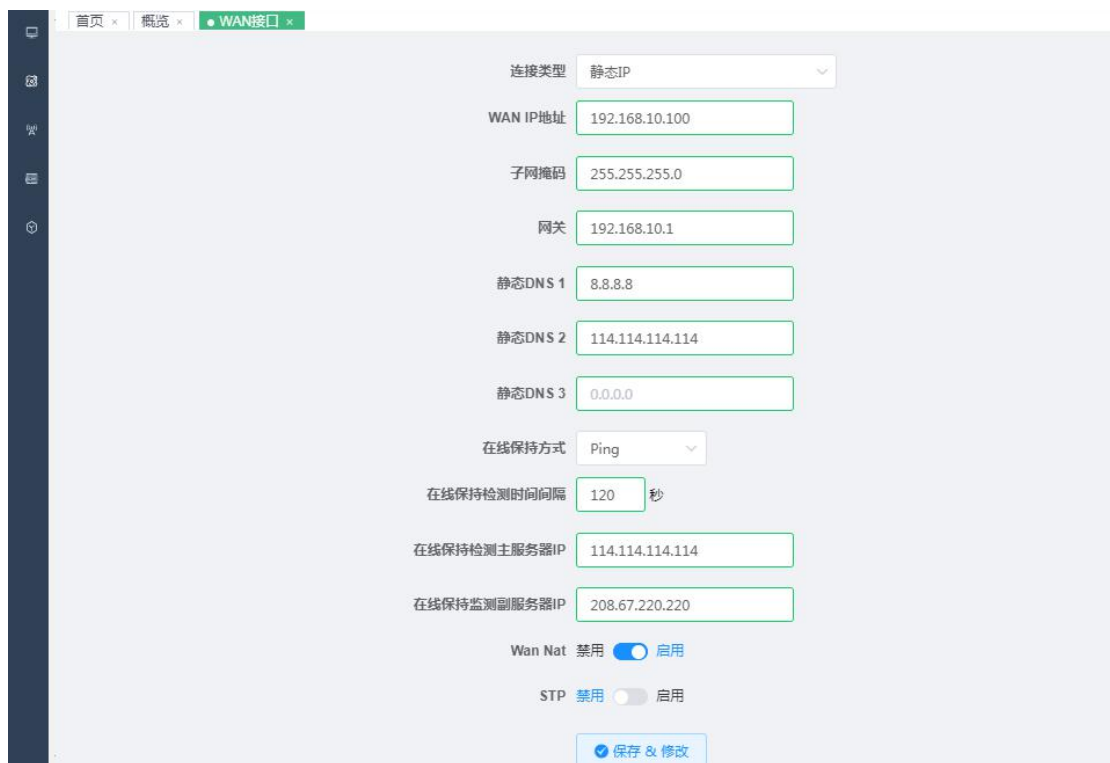 首页 × 概览 × ● WAN接口 ×
连接类型 静态IP
WAN IP地址 192.168.10.100
子网掩码 255.255.255.0
网关 192.168.10.1
静态DNS 1 8.8.8.8
静态DNS 2 114.114.114.114
静态DNS 3 0.0.0.0
在线保持方式 Ping
在线保持检测时间间隔 120 秒
在线保持检测主服务器IP 114.114.114.114
在线保持监测副服务器IP 208.67.220.220
Wan Nat 禁用 启用
STP 禁用 启用
保存 & 修改